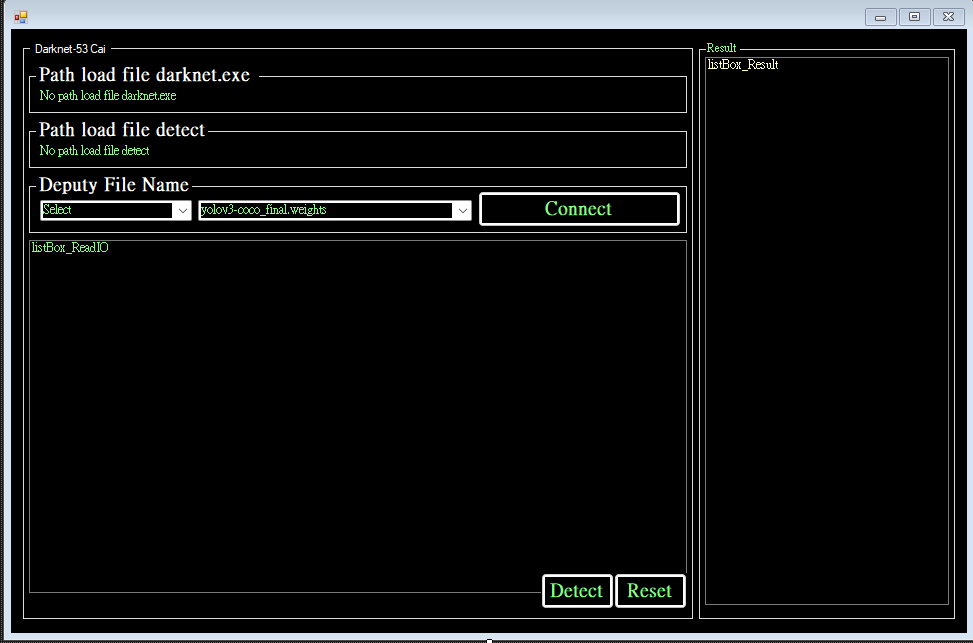 Darknet-53 Cai
Path load file darknet.exe
No path load file darknet.exe
Path load file detect
No path load file detect
Deputy File Name
Select
yolov3-coco_final.weights
Connect
listBox_ReadIO
Detect
Reset
Result
listBox_Result